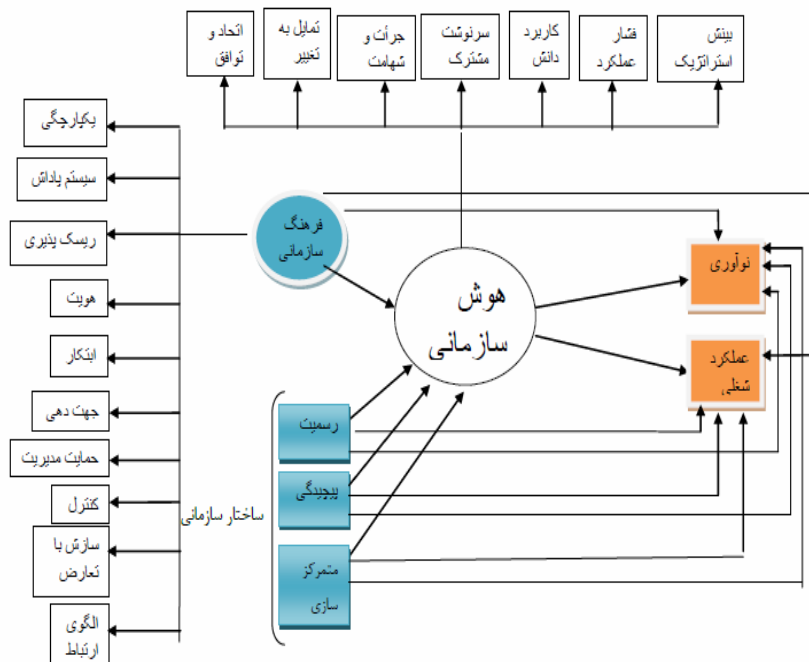 بینش
استراتژیک
فشار
عملکرد
کاربرد
دانش
سرنوشت
مشترک
جرأت و
شهامت
تمایل به
تغییر
اتحاد و
توافق
یکپارچگی
سیستم پاداش
ریسک پذیری
هویت
ابتکار
جهت دهی
حمایت مدیریت
کنترل
سازش با
تعارض
الگوی
ارتباط
فرهنگ
سازمانی
هوش
سازمانی
نوآوری
عملکرد
شغلی
رسمیت
پیچیدگی
متمرکز
سازی
ساختار سازمانی